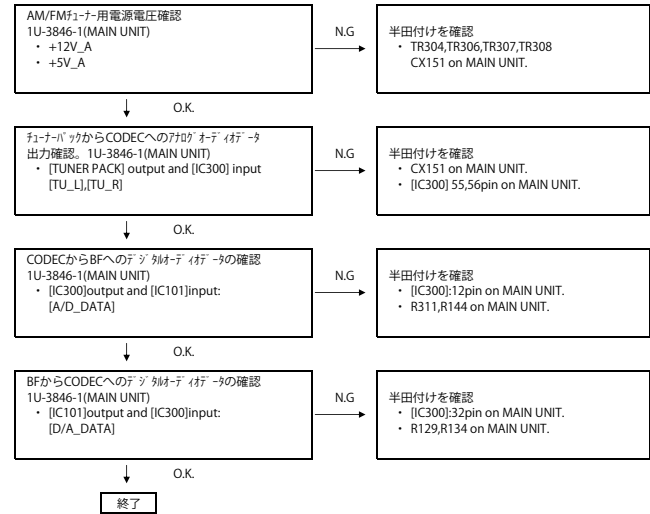 AM/FMﾁｭｰﾅｰ用電源電圧確認
1U-3846-1(MAIN UNIT)
・ +12V_A
・ +5V_A
N.G
半田付けを確認
・ TR304,TR306,TR307,TR308
CX151 on MAIN UNIT.
O.K.
ﾁｭｰﾅｰﾊﾟｯｸからCODECへのｱﾅﾛｸﾞｵｰﾃﾞｨｵﾃﾞｰﾀ
出力確認。1U-3846-1(MAIN UNIT)
・ [TUNER PACK] output and [IC300] input
[TU_L],[TU_R]
N.G
半田付けを確認
・ CX151 on MAIN UNIT.
・ [IC300] 55,56pin on MAIN UNIT.
O.K.
CODECからBFへのﾃﾞｼﾞﾀﾙｵｰﾃﾞｨｵﾃﾞｰﾀの確認
1U-3846-1(MAIN UNIT)
・ [IC300]output and [IC101]input:
[A/D_DATA]
N.G
半田付けを確認
・ [IC300]:12pin on MAIN UNIT.
・ R311,R144 on MAIN UNIT.
O.K.
BFからCODECへのﾃﾞｼﾞﾀﾙｵｰﾃﾞｨｵﾃﾞｰﾀの確認
1U-3846-1(MAIN UNIT)
・ [IC101]output and [IC300]input:
[D/A_DATA]
N.G
半田付けを確認
・ [IC300]:32pin on MAIN UNIT.
・ R129,R134 on MAIN UNIT.
O.K.
終了